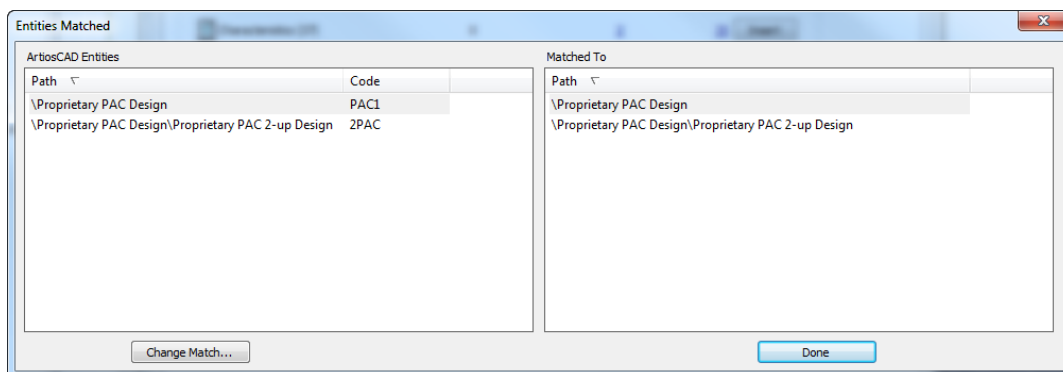 Entities Matched
ArtiosCAD Entities
Matched To
Path Code
Path
\Proprietary PAC Design PAC1
\Proprietary PAC Design
\Proprietary PAC Design\Proprietary PAC 2-up Design 2PAC
\Proprietary PAC Design\Proprietary PAC 2-up Design
Change Match...
Done